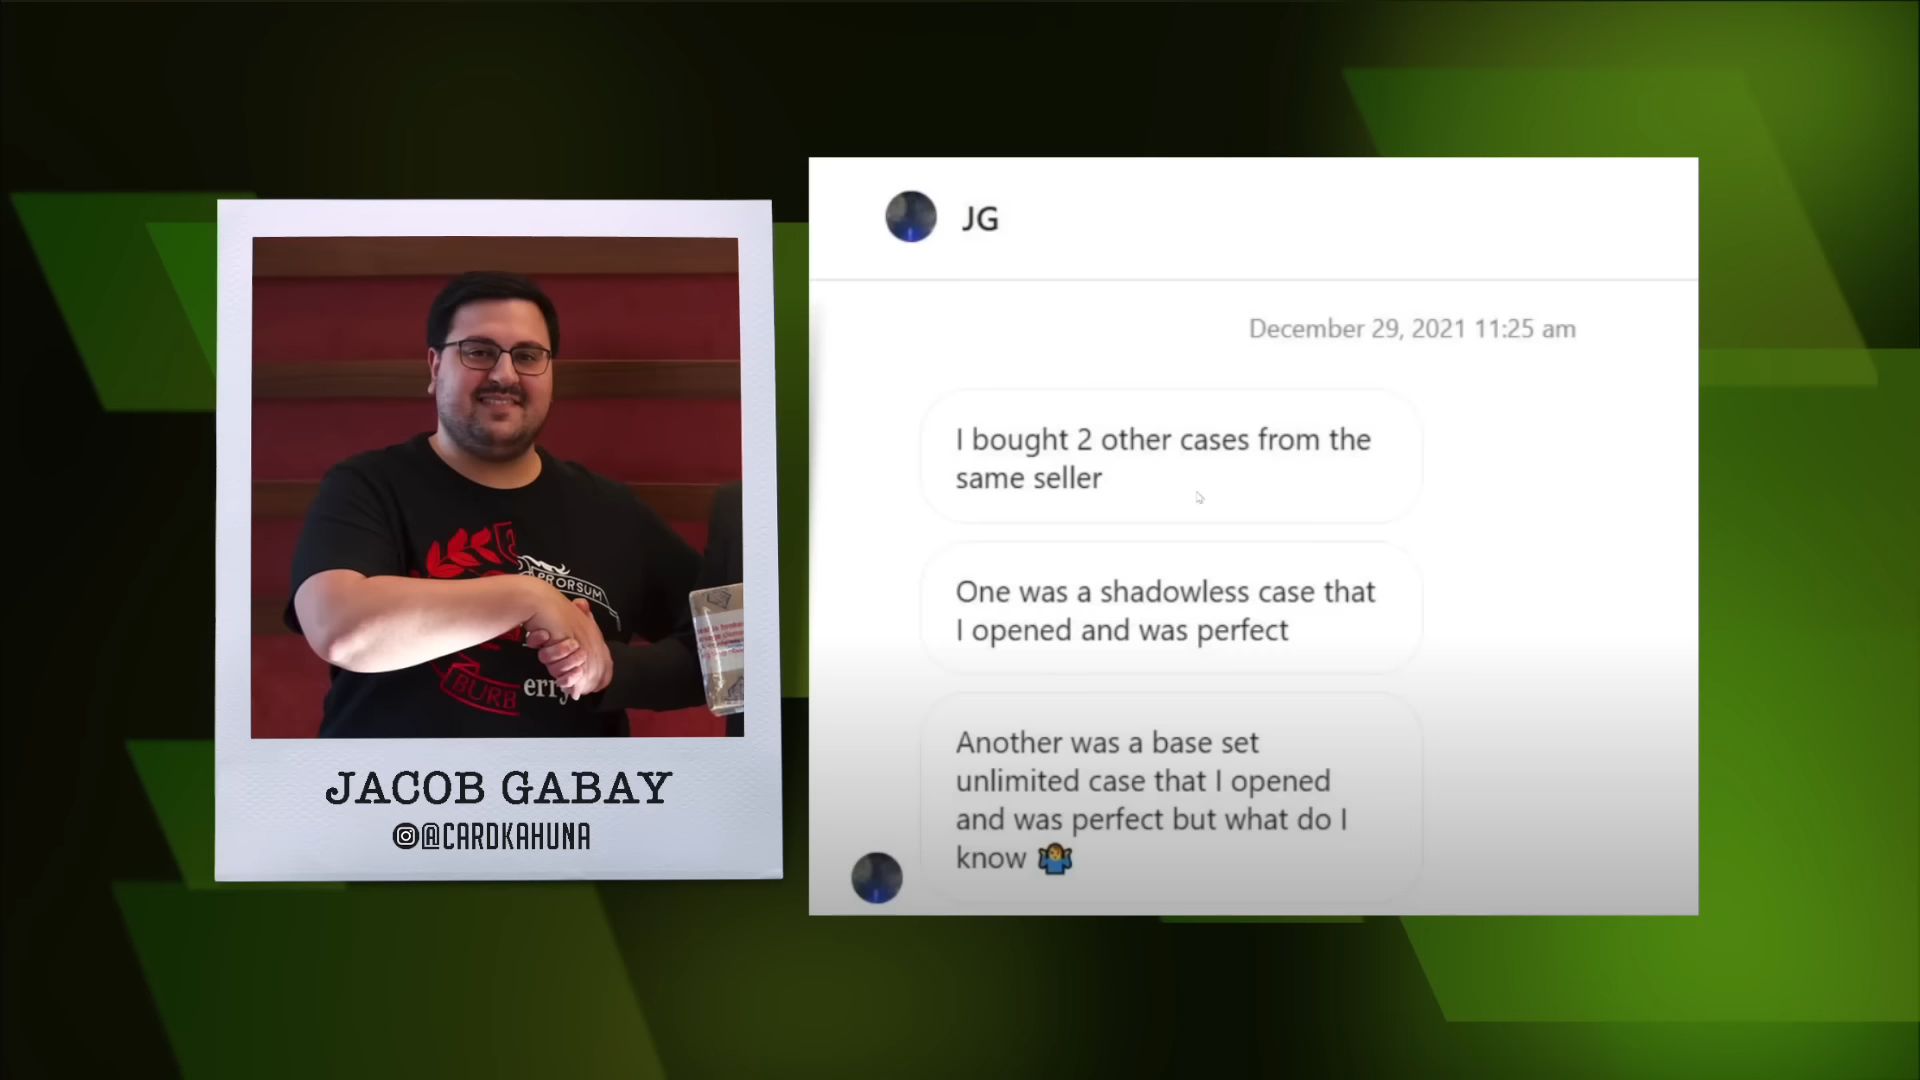 JACOB GABAY
@CARDKAHUNA
PRORSUM
BURBerry
JG
December 29, 2021 11:25 am
I bought 2 other cases from the
same seller
One was a shadowless case that
I opened and was perfect
Another was a base set
unlimited case that I opened
and was perfect but what do I
know 🤷‍♂️